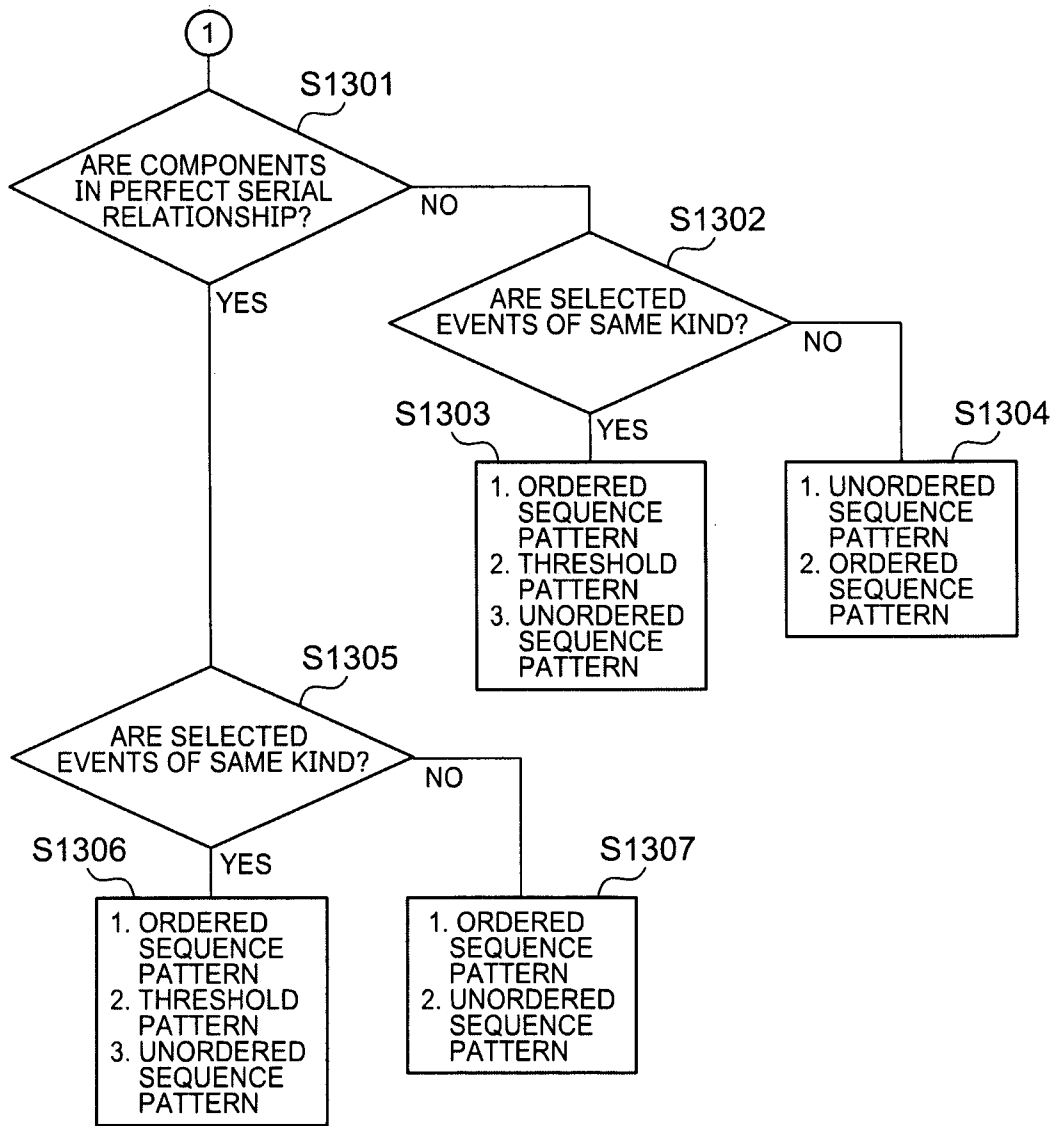 1
S1301
ARE COMPONENTS
IN PERFECT SERIAL
RELATIONSHIP?
NO
YES
S1302
ARE SELECTED
EVENTS OF SAME KIND?
NO
YES
S1303
1. ORDERED
SEQUENCE
PATTERN
2. THRESHOLD
PATTERN
3. UNORDERED
SEQUENCE
PATTERN
S1304
1. UNORDERED
SEQUENCE
PATTERN
2. ORDERED
SEQUENCE
PATTERN
S1305
ARE SELECTED
EVENTS OF SAME KIND?
NO
YES
S1306
1. ORDERED
SEQUENCE
PATTERN
2. THRESHOLD
PATTERN
3. UNORDERED
SEQUENCE
PATTERN
S1307
1. ORDERED
SEQUENCE
PATTERN
2. UNORDERED
SEQUENCE
PATTERN